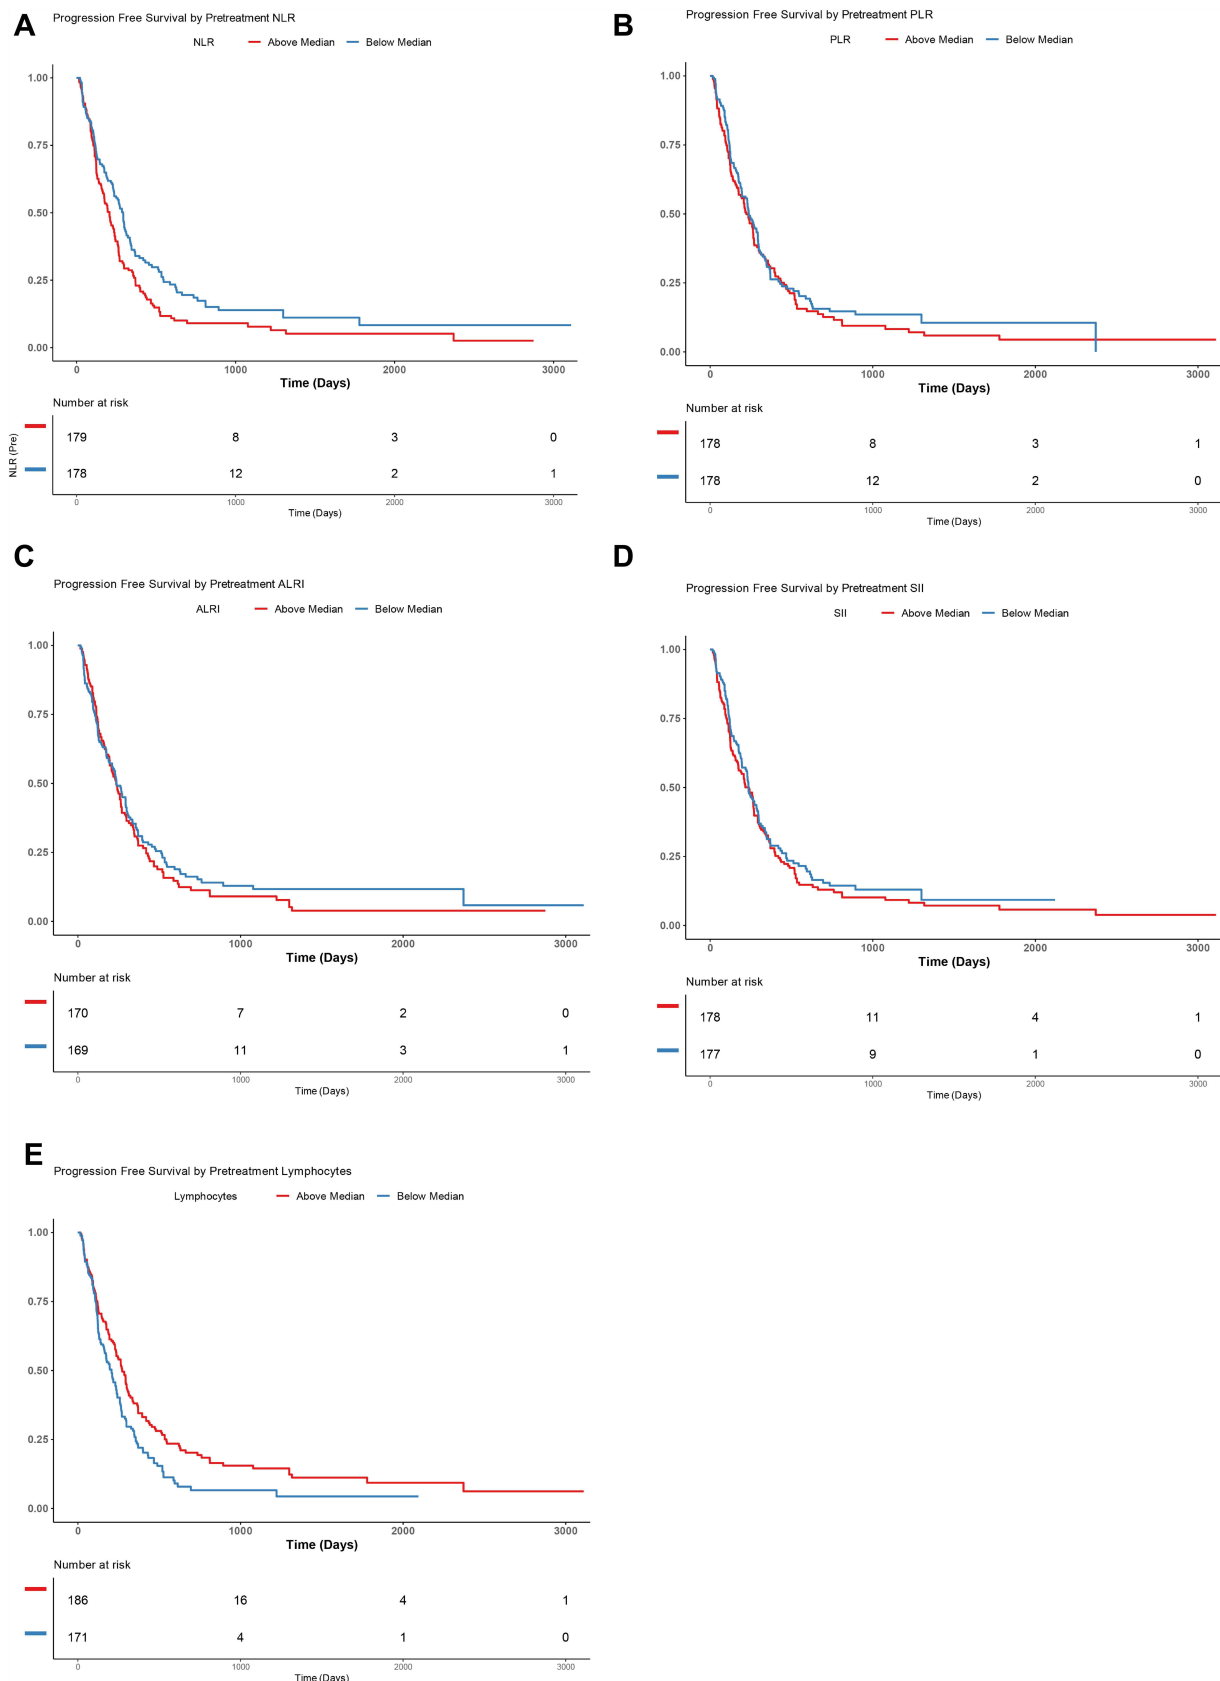 A
Progression Free Survival by Pretreatment NLR
NLR Above Median Below Median
1.00
0.75
0.50
0.25
0.00
0 1000 2000 3000
Time (Days)
Number at risk
NLR (Pre)
179 8 3 0
178 12 2 1
0 1000 2000 3000
Time (Days)
B
Progression Free Survival by Pretreatment PLR
PLR Above Median Below Median
1.00
0.75
0.50
0.25
0.00
0 1000 2000 3000
Time (Days)
Number at risk
178 8 3 1
178 12 2 0
0 1000 2000 3000
Time (Days)
C
Progression Free Survival by Pretreatment ALRI
ALRI Above Median Below Median
1.00
0.75
0.50
0.25
0.00
0 1000 2000 3000
Time (Days)
Number at risk
170 7 2 0
169 11 3 1
0 1000 2000 3000
Time (Days)
D
Progression Free Survival by Pretreatment SII
SII Above Median Below Median
1.00
0.75
0.50
0.25
0.00
0 1000 2000 3000
Time (Days)
Number at risk
178 11 4 1
177 9 1 0
0 1000 2000 3000
Time (Days)
E
Progression Free Survival by Pretreatment Lymphocytes
Lymphocytes Above Median Below Median
1.00
0.75
0.50
0.25
0.00
0 1000 2000 3000
Time (Days)
Number at risk
186 16 4 1
171 4 1 0
0 1000 2000 3000
Time (Days)